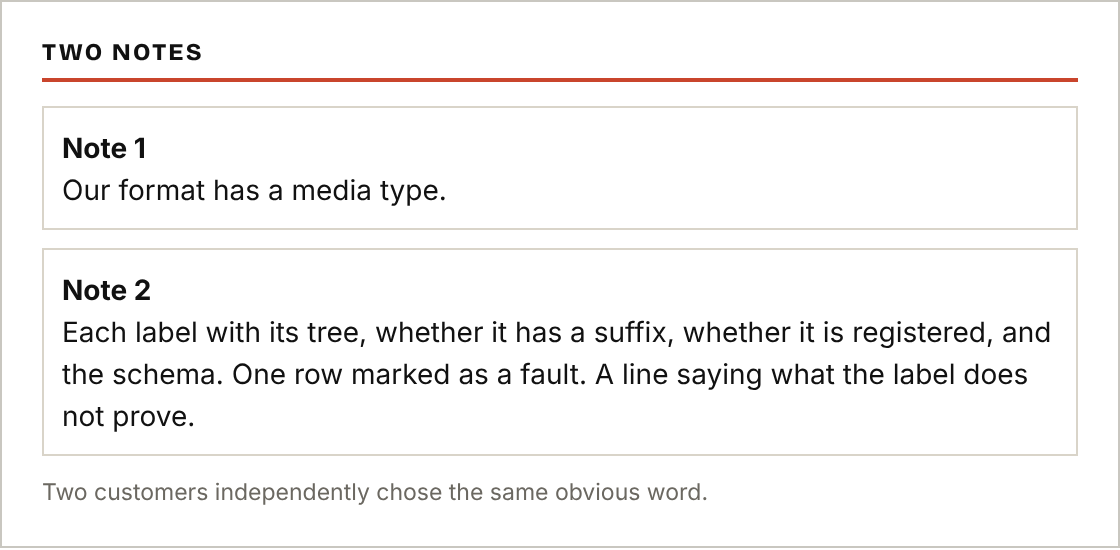 TWO NOTES
Note 1
Our format has a media type.
Note 2
Each label with its tree, whether it has a suffix, whether it is registered, and
the schema. One row marked as a fault. A line saying what the label does
not prove.
Two customers independently chose the same obvious word.